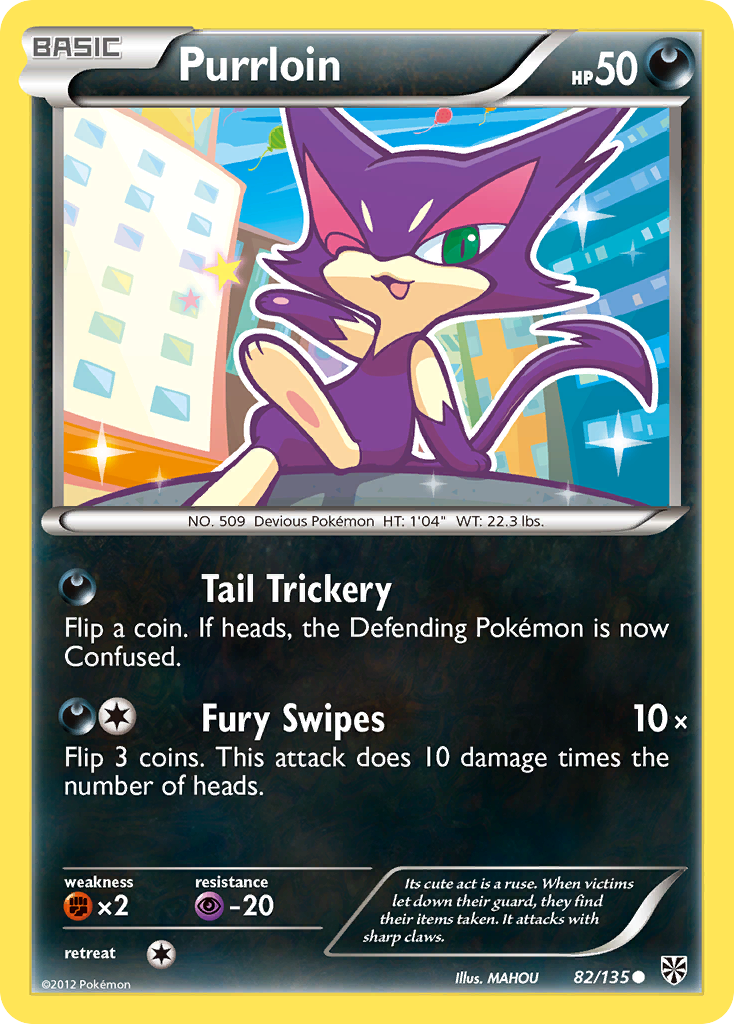 BASIC
Purrloin
HP50
NO. 509 Devious Pokémon HT: 1'04" WT: 22.3 lbs.
Tail Trickery
Flip a coin. If heads, the Defending Pokémon is now
Confused.
Fury Swipes 10×
Flip 3 coins. This attack does 10 damage times the
number of heads.
weakness
×2
resistance
-20
retreat
Its cute act is a ruse. When victims
let down their guard, they find
their items taken. It attacks with
sharp claws.
©2012 Pokémon
Illus. MAHOU
82/135